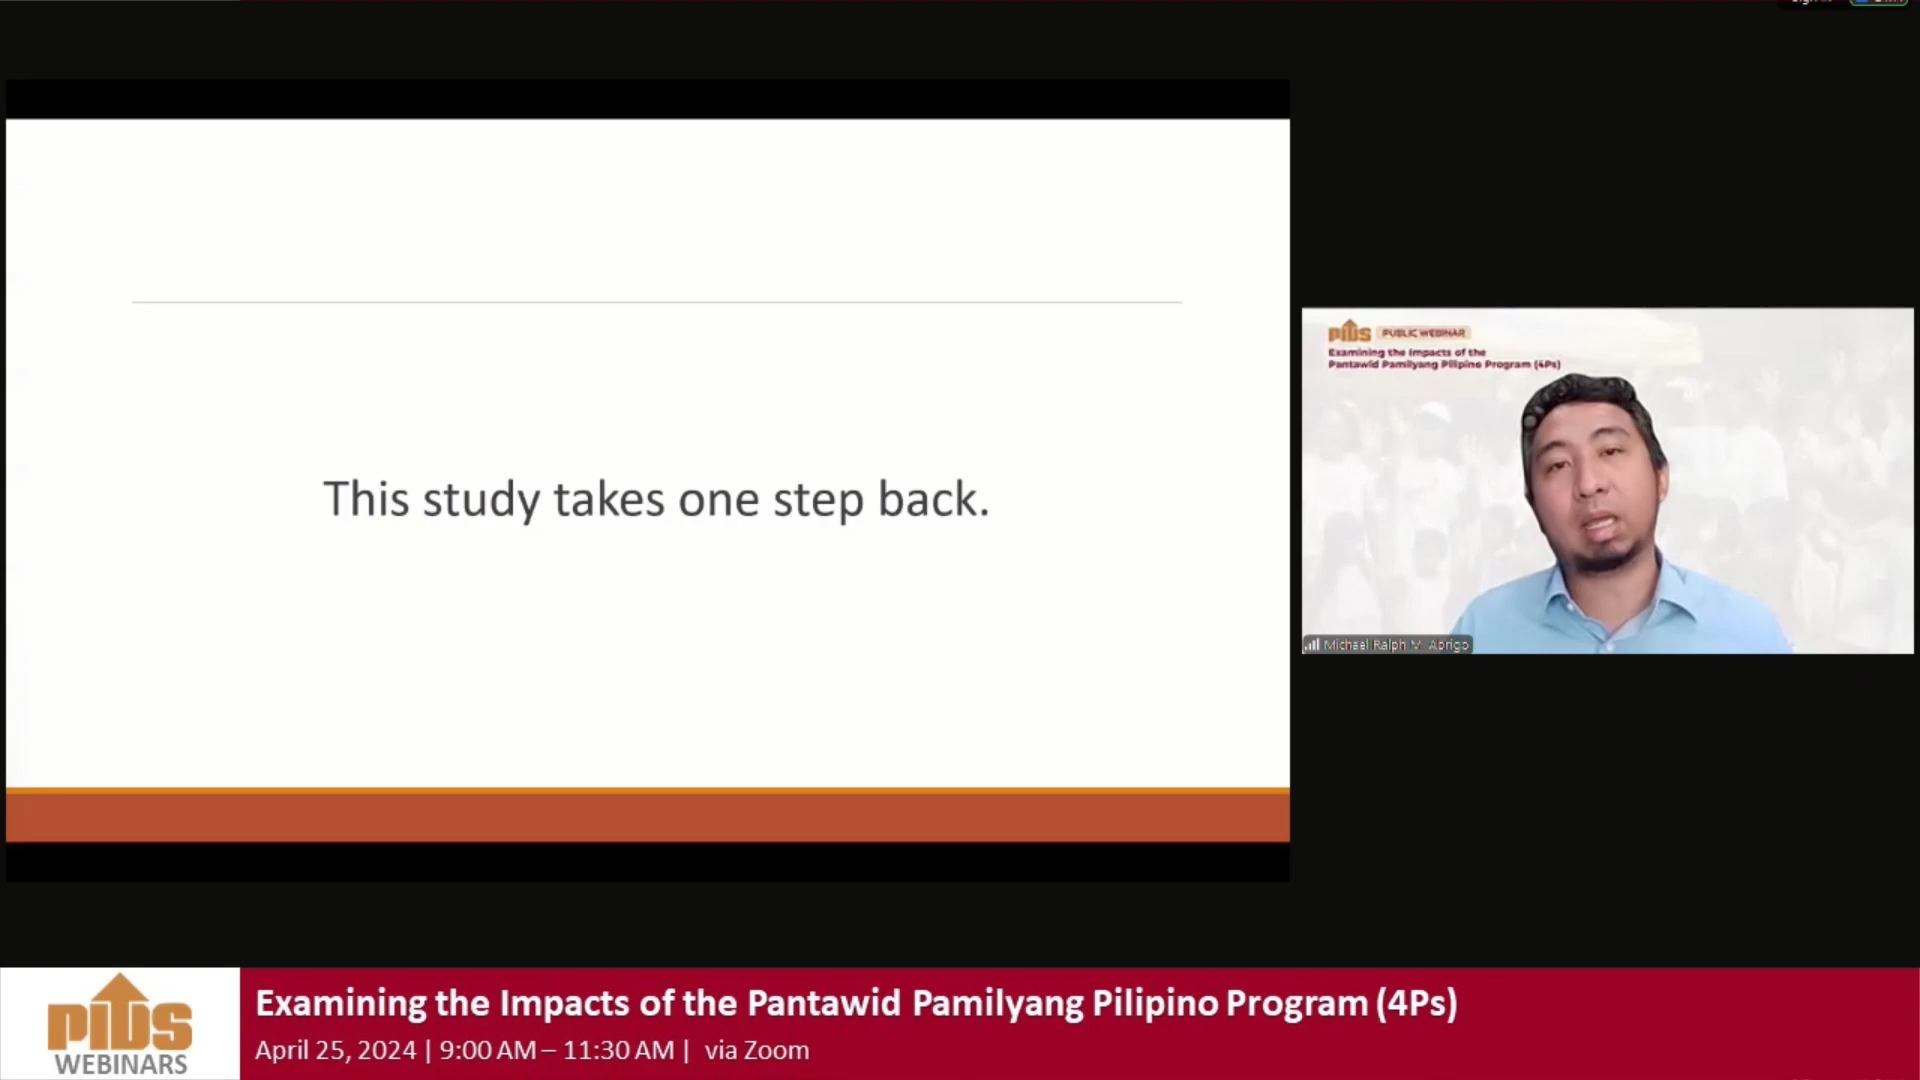 This study takes one step back.
PIDS PUBLIC WEBINAR
Examining the Impacts of the
Pantawid Pamilyang Pilipino Program (4Ps)
Michael Ralph M. Abrigo
PIDS
WEBINARS
Examining the Impacts of the Pantawid Pamilyang Pilipino Program (4Ps)
April 25, 2024 | 9:00 AM – 11:30 AM | via Zoom